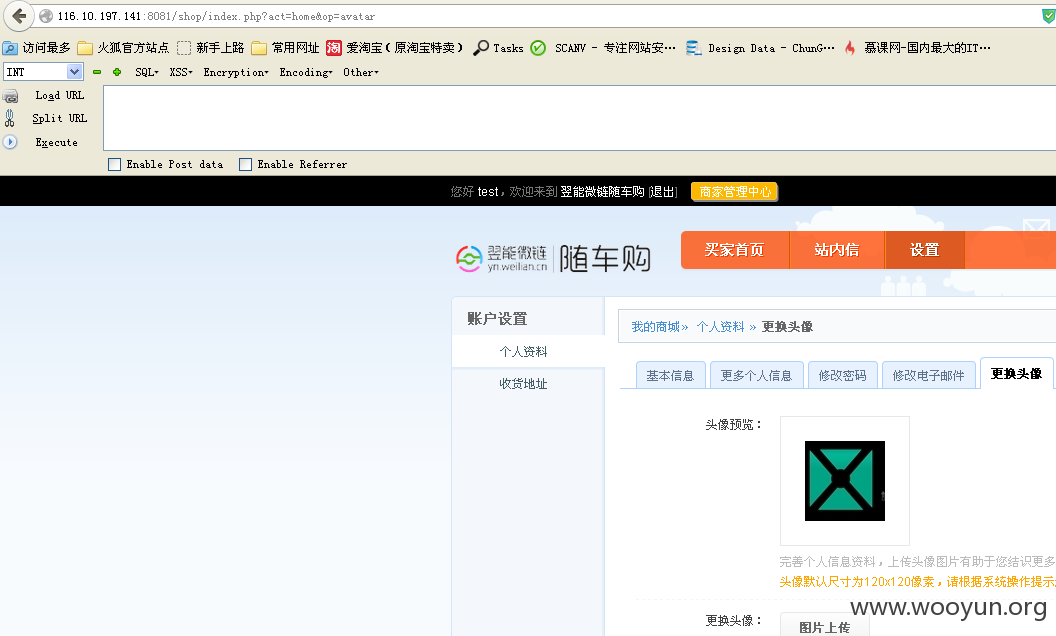 116.10.197.141:8081/shop/index.php?act=home&op=avatar
访问最多 火狐官方站点 新手上路 常用网址 淘 爱淘宝（原淘宝特卖） Tasks SCANV - 专注网站安… Design Data - ChunG… 慕课网-国内最大的IT…
INT SQL XSS Encryption Encoding Other
Load URL
Split URL
Execute
Enable Post data Enable Referrer
您好 test，欢迎来到 翌能微链随车购 [退出] 商家管理中心
翌能微链 yn.weilian.cn 随车购 买家首页 站内信 设置
账户设置
我的商城» 个人资料 » 更换头像
个人资料
收货地址
基本信息 更多个人信息 修改密码 修改电子邮件 更换头像
头像预览：
完善个人信息资料，上传头像图片有助于您结识更多
头像默认尺寸为120x120像素，请根据系统操作提示
www.wooyun.org
更换头像： 图片上传